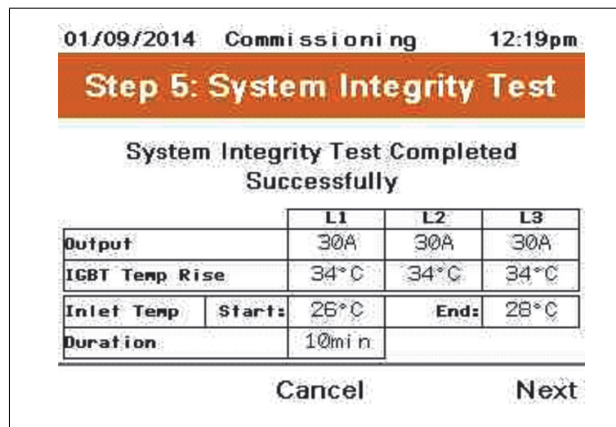 01/09/2014 Commissioning 12:19pm
Step 5: System Integrity Test
System Integrity Test Completed
Successfully
L1 L2 L3
Output 30A 30A 30A
IGBT Temp Rise 34°C 34°C 34°C
Inlet Temp Start: 26°C End: 28°C
Duration 10min
Cancel Next